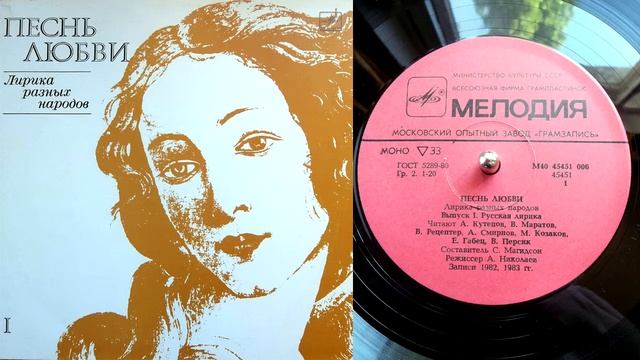 ПЕСНЬ
ЛЮБВИ
Лирика
разных
народов
I
МИНИСТЕРСТВО КУЛЬТУРЫ СССР
ВСЕСОЮЗНАЯ ФИРМА ГРАМПЛАСТИНОК
МЕЛОДИЯ
МОСКОВСКИЙ ОПЫТНЫЙ ЗАВОД «ГРАМЗАПИСЬ»
МОНО ▽ 33
ГОСТ 5289-80 М40 45451 006
Гр. 2. 1-20 45451
1
ПЕСНЬ ЛЮБВИ
Лирика разных народов
Выпуск I. Русская лирика
Читают А. Кутепов, В. Маратов,
В. Рецептер, А. Смирнов, М. Козаков,
Е. Габец, В. Персик
Составитель С. Магидсон
Режиссер А. Николаев
Записи 1982, 1983 гг.